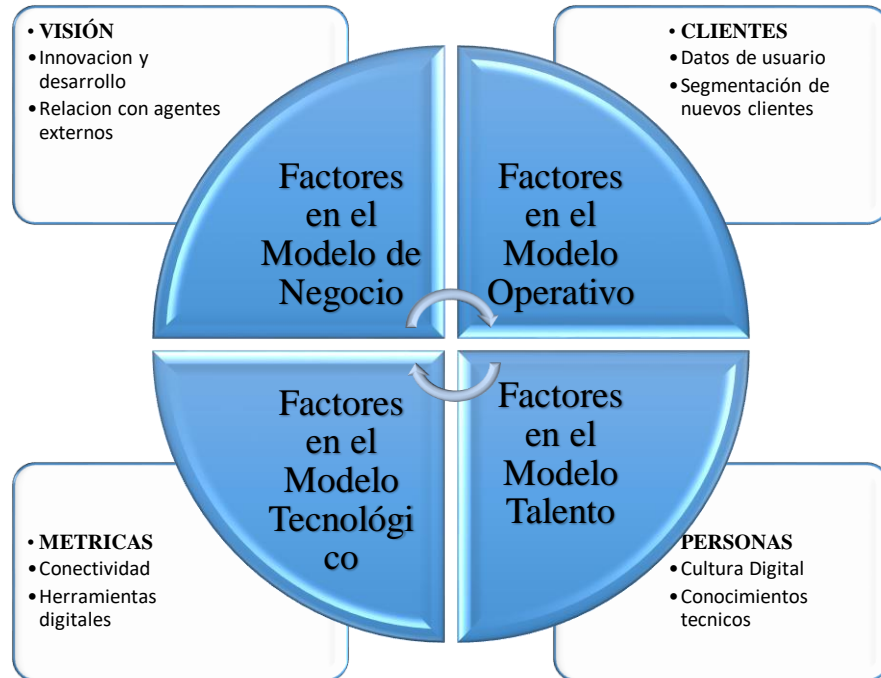 • VISIÓN
•Innovacion y
desarrollo
•Relacion con agentes
externos
• CLIENTES
•Datos de usuario
•Segmentación de
nuevos clientes
Factores
en el
Modelo de
Negocio
Factores
en el
Modelo
Operativo
Factores
en el
Modelo
Tecnológi
co
Factores
en el
Modelo
Talento
• METRICAS
•Conectividad
•Herramientas
digitales
PERSONAS
•Cultura Digital
•Conocimientos
tecnicos